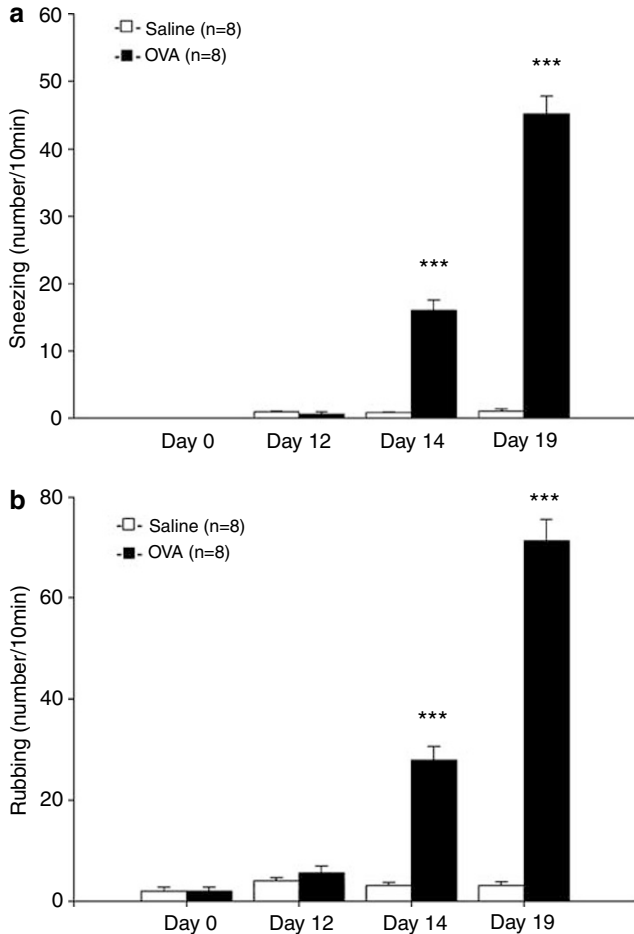 a
60
50
40
30
20
10
0
Sneezing (number/10min)
Saline (n=8)
OVA (n=8)
***
***
Day 0 Day 12 Day 14 Day 19
b
80
60
40
20
0
Rubbing (number/10min)
Saline (n=8)
OVA (n=8)
***
***
Day 0 Day 12 Day 14 Day 19